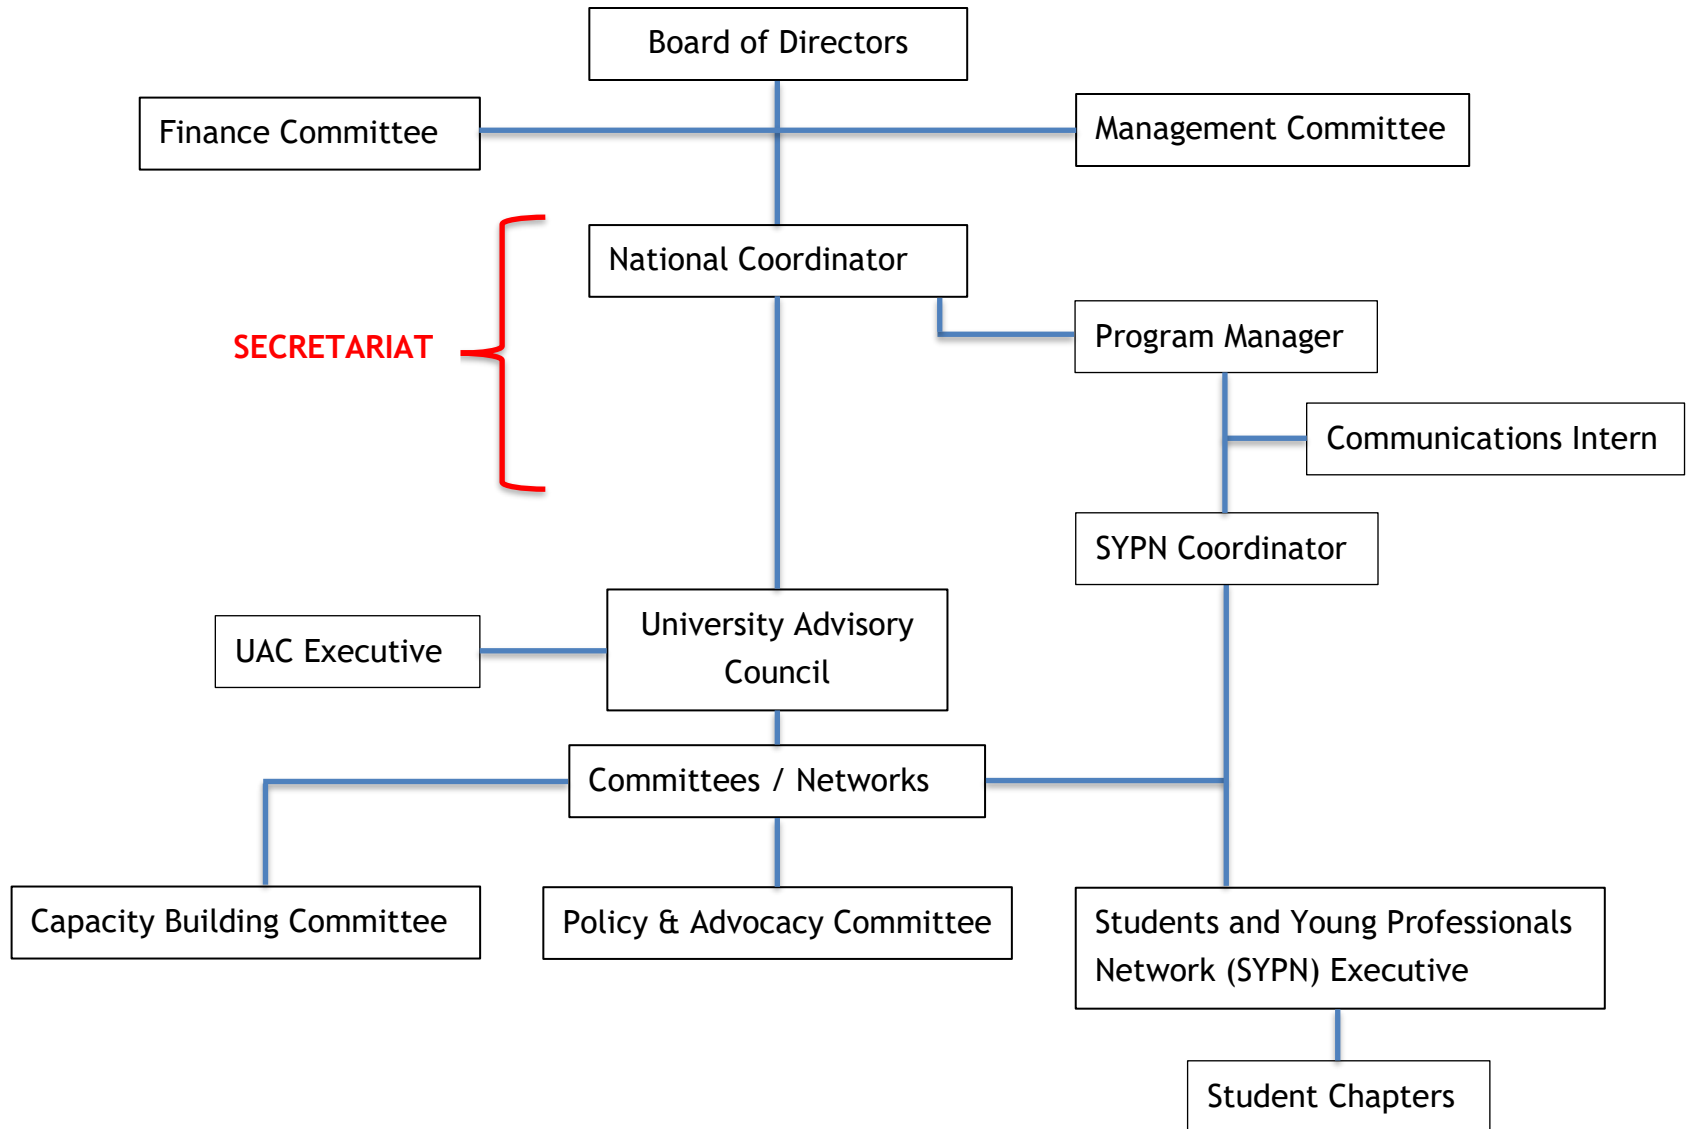 Board of Directors
Finance Committee
Management Committee
National Coordinator
SECRETARIAT
Program Manager
Communications Intern
SYPN Coordinator
UAC Executive
University Advisory
Council
Committees / Networks
Capacity Building Committee
Policy & Advocacy Committee
Students and Young Professionals
Network (SYPN) Executive
Student Chapters